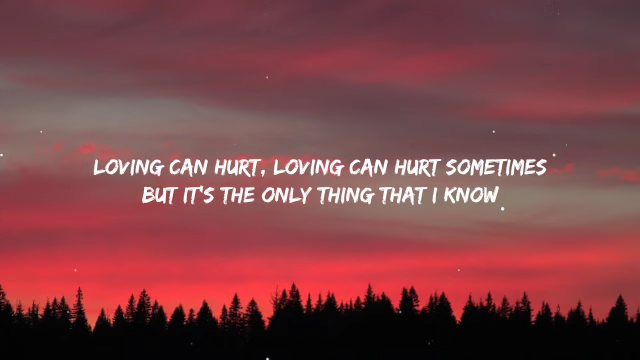 LOVING CAN HURT, LOVING CAN HURT SOMETIMES
BUT IT'S THE ONLY THING THAT I KNOW